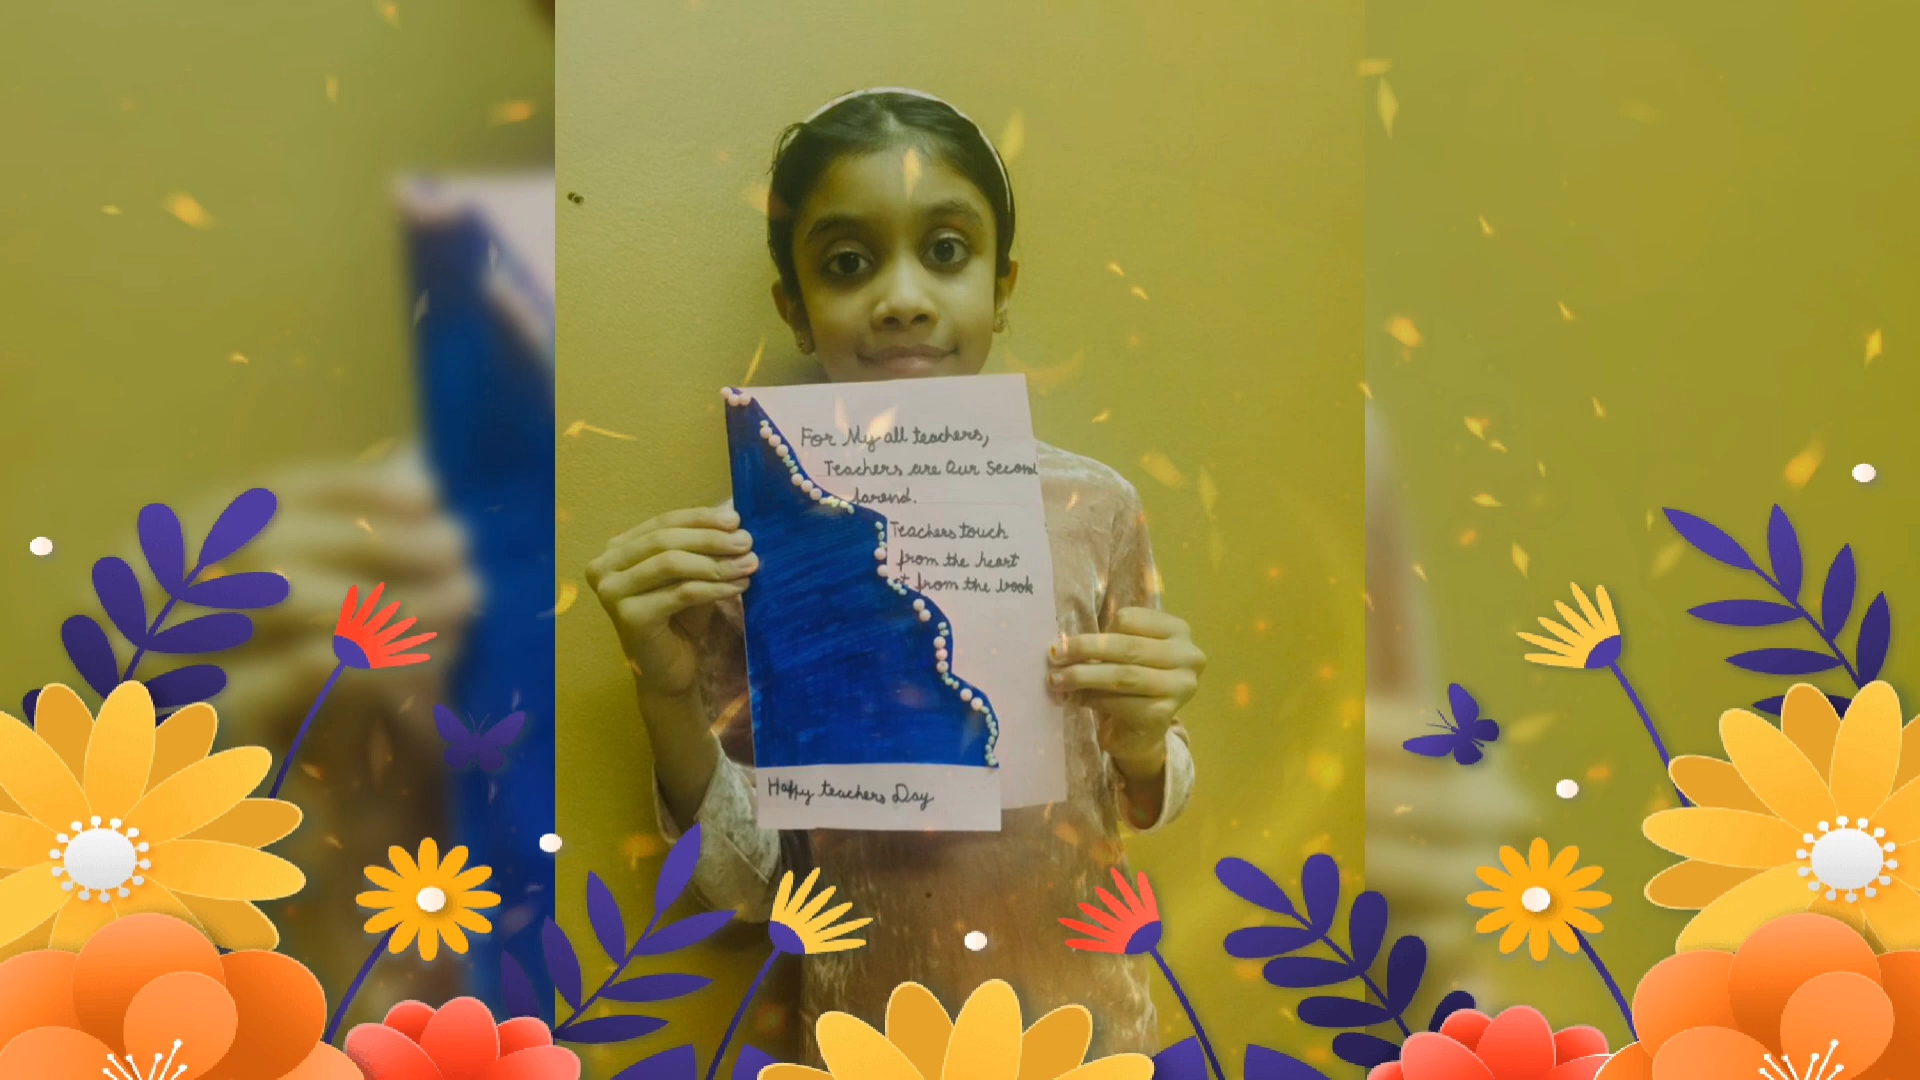 For My all teachers,
Teachers are Our Second
Parend.
Teachers touch
from the heart
from the book
Happy teachers Day